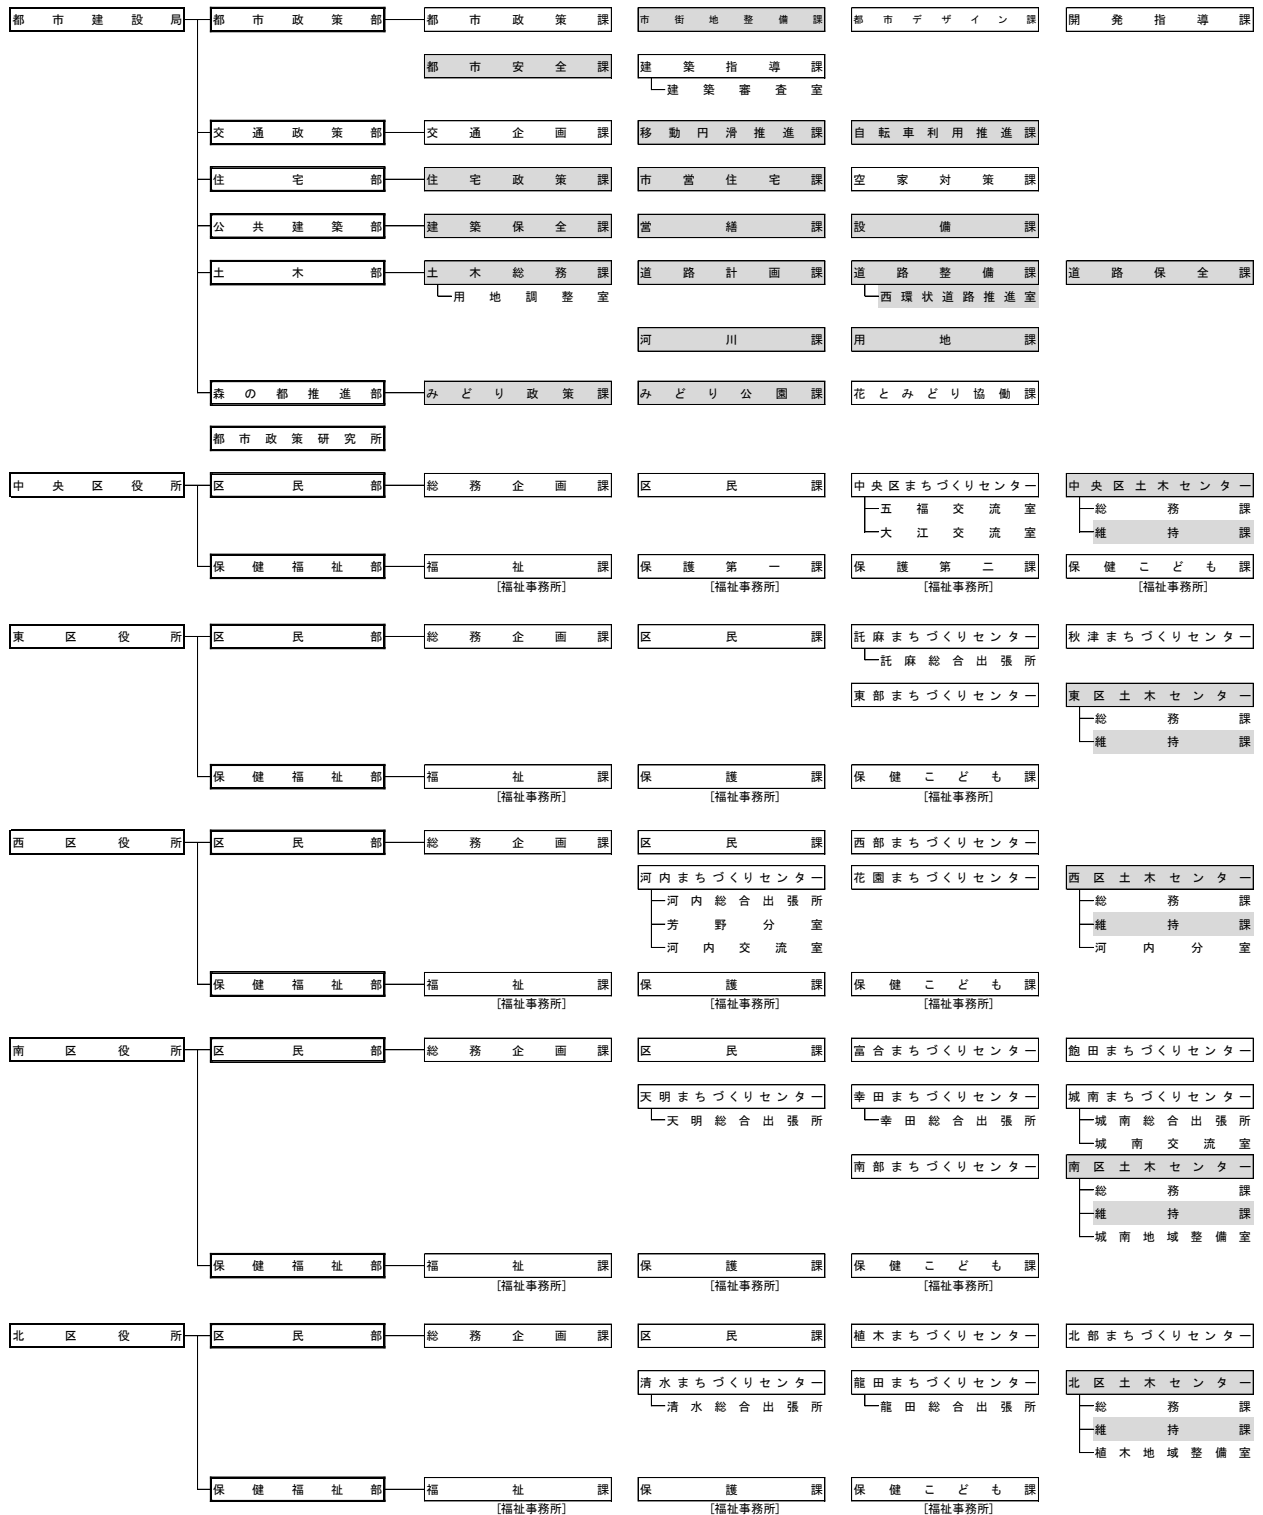 都市建設局 都市政策部 都市政策課 市街地整備課 都市デザイン課 開発指導課
都市安全課 建築指導課
建築審査室
交通政策部 交通企画課 移動円滑推進課 自転車利用推進課
住宅部 住宅政策課 市営住宅課 空家対策課
公共建築部 建築保全課 営繕課 設備課
土木部 土木総務課 道路計画課 道路整備課 道路保全課
用地調整室 西環状道路推進室
河川課 用地課
森の都推進部 みどり政策課 みどり公園課 花とみどり協働課
都市政策研究所
中央区役所 区民部 総務企画課 区民課 中央区まちづくりセンター 中央区土木センター
五福交流室 総務課
大江交流室 維持課
保健福祉部 福祉課 保護第一課 保護第二課 保健こども課
[福祉事務所] [福祉事務所] [福祉事務所] [福祉事務所]
東区役所 区民部 総務企画課 区民課 託麻まちづくりセンター 秋津まちづくりセンター
託麻総合出張所
東部まちづくりセンター 東区土木センター
総務課
維持課
保健福祉部 福祉課 保護課 保健こども課
[福祉事務所] [福祉事務所] [福祉事務所]
西区役所 区民部 総務企画課 区民課 西部まちづくりセンター
河内まちづくりセンター 花園まちづくりセンター 西区土木センター
河内総合出張所 総務課
芳野分室 維持課
河内交流室 河内分室
保健福祉部 福祉課 保護課 保健こども課
[福祉事務所] [福祉事務所] [福祉事務所]
南区役所 区民部 総務企画課 区民課 富合まちづくりセンター 飽田まちづくりセンター
天明まちづくりセンター 幸田まちづくりセンター 城南まちづくりセンター
天明総合出張所 幸田総合出張所 城南総合出張所
城南交流室
南部まちづくりセンター 南区土木センター
総務課
維持課
城南地域整備室
保健福祉部 福祉課 保護課 保健こども課
[福祉事務所] [福祉事務所] [福祉事務所]
北区役所 区民部 総務企画課 区民課 植木まちづくりセンター 北部まちづくりセンター
清水まちづくりセンター 龍田まちづくりセンター 北区土木センター
清水総合出張所 龍田総合出張所 総務課
維持課
植木地域整備室
保健福祉部 福祉課 保護課 保健こども課
[福祉事務所] [福祉事務所] [福祉事務所]